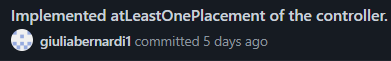 Implemented atLeastOnePlacement of the controller.
giuliabernardi1 committed 5 days ago